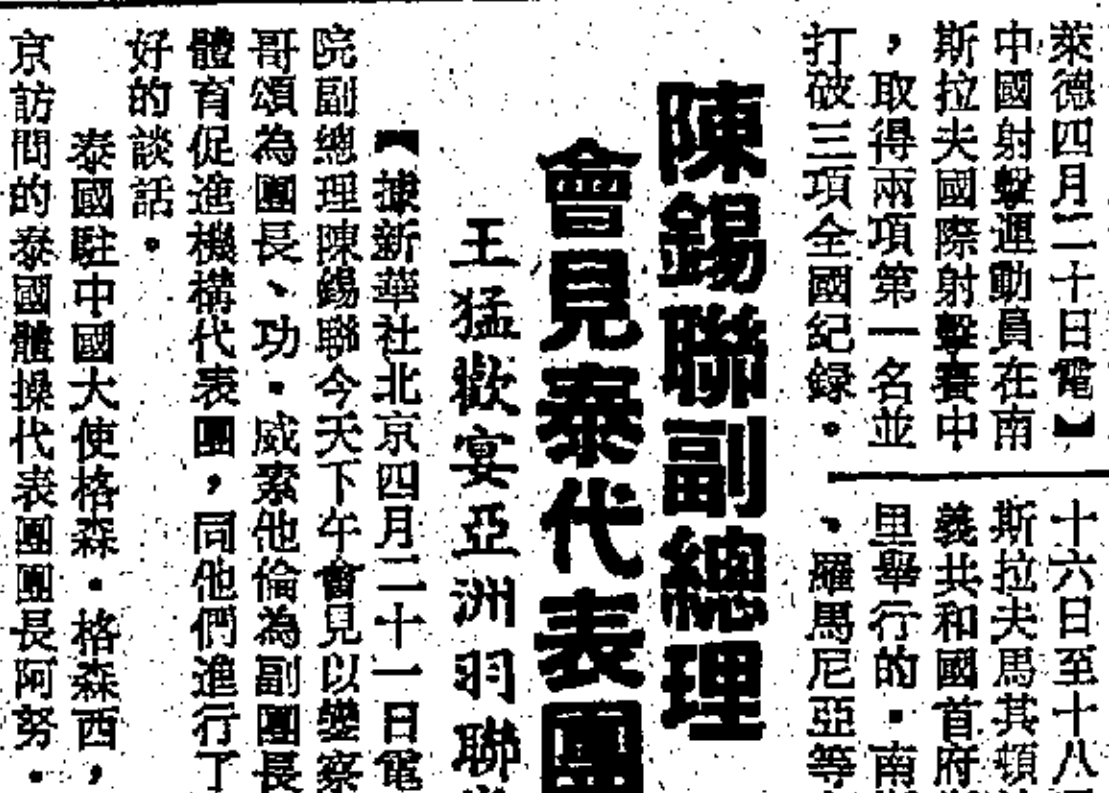 萊德四月二十日電】
中國射擊運動員在南
斯拉夫國際射擊賽中
，取得兩項第一名並
打破三項全國紀録。
十六日至十八
斯拉夫馬其頓
義共和國首府
里舉行的．南
、羅馬尼亞等
陳錫聯副總理
會見泰代表團
王猛歡宴亞洲羽聯
【據新華社北京四月二十一日電
院副總理陳錫聯今天下午會見以
察哥頌為團長、功．威素他倫為副團長
體育促進機構代表團，同他們進行了
好的談話。
泰國駐中國大使格森．格森西，
京訪問的泰國體操代表團團長阿努．